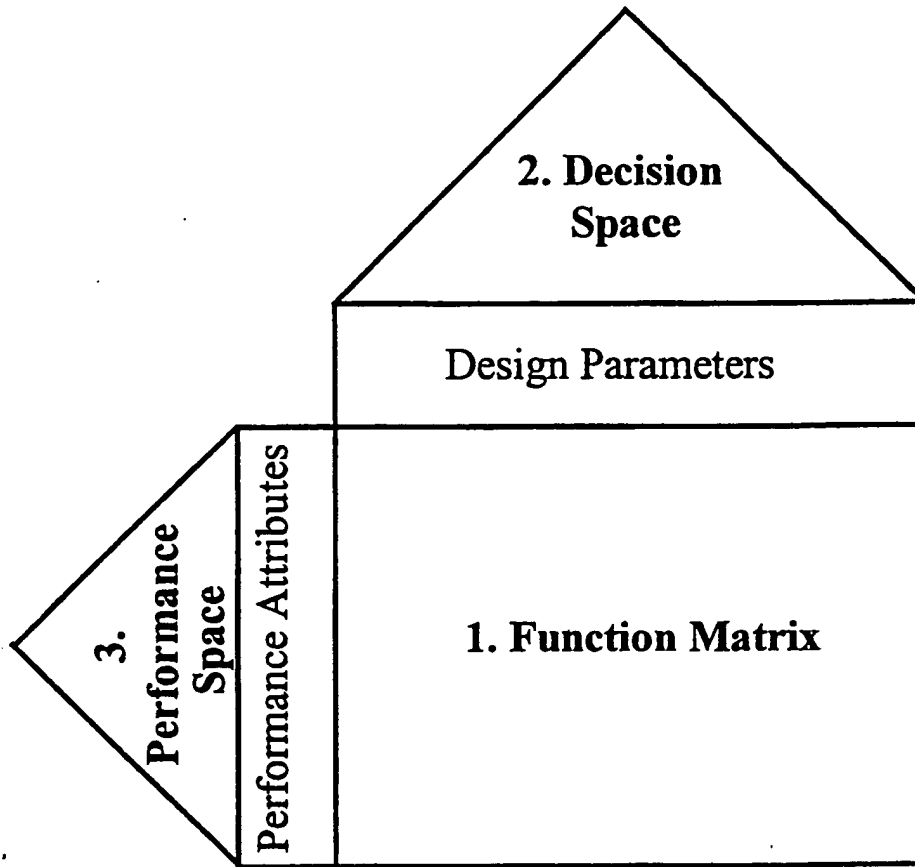 2. Decision
Space
Design Parameters
3.
Performance
Space
Performance Attributes
1. Function Matrix